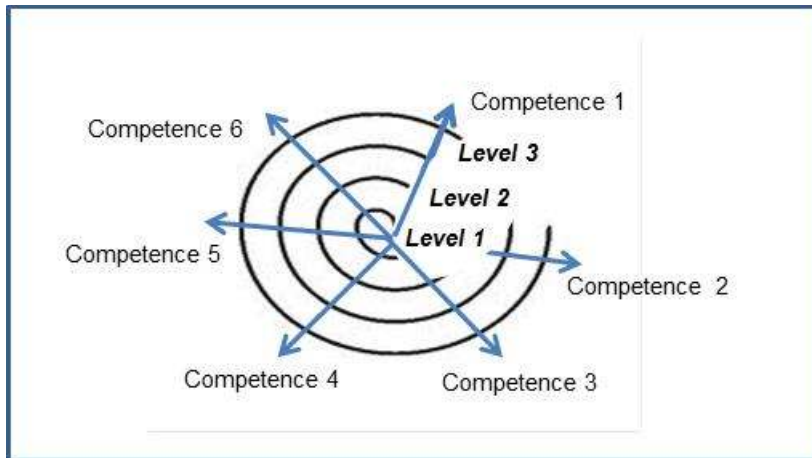 Competence 1
Competence 6
Level 3
Level 2
Level 1
Competence 5
Competence 2
Competence 4
Competence 3